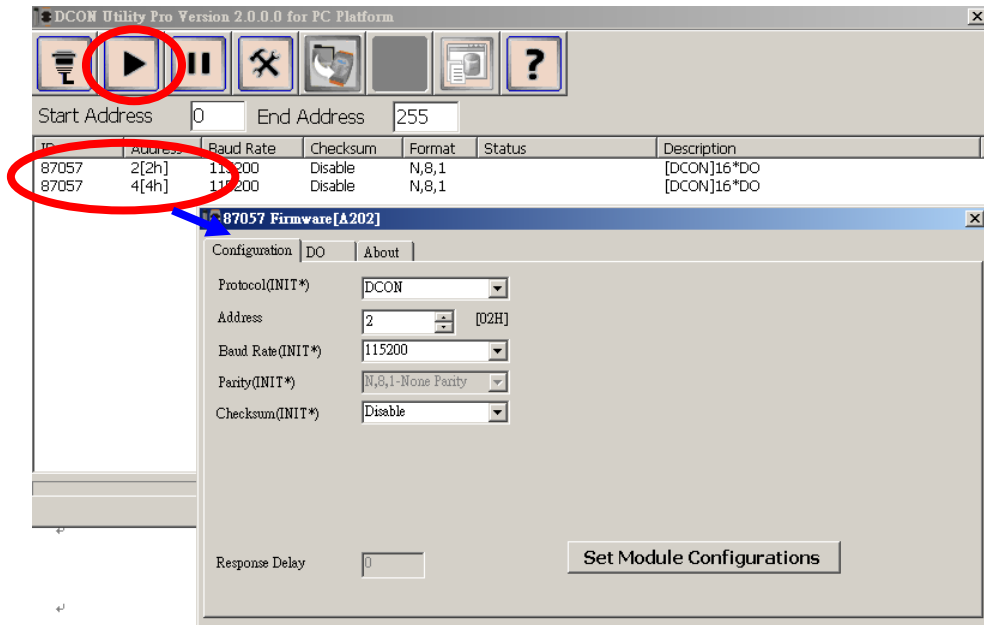 DCON Utility Pro Version 2.0.0.0 for PC Platform
?
Start Address 0 End Address 255
ID Address Baud Rate Checksum Format Status Description
87057 2[2h] 115200 Disable N,8,1 [DCON]16*DO
87057 4[4h] 115200 Disable N,8,1 [DCON]16*DO
87057 Firmware[A202]
Configuration DO About
Protocol(INIT*) DCON
Address 2 [02H]
Baud Rate(INIT*) 115200
Parity(INIT*) N,8,1-None Parity
Checksum(INIT*) Disable
Response Delay 0
Set Module Configurations